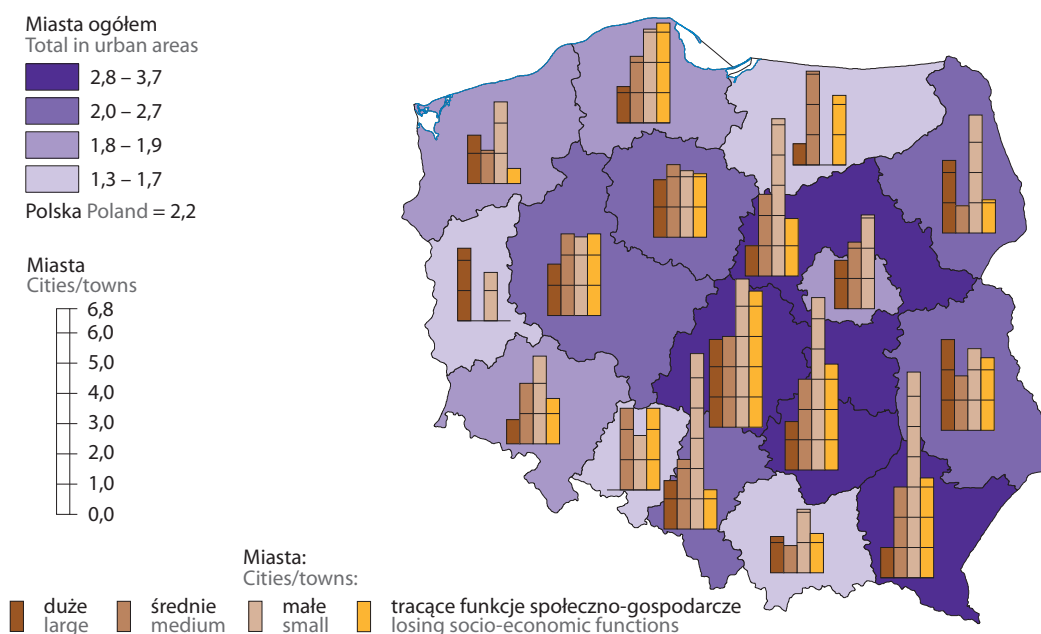 Miasta ogółem
Total in urban areas
2,8 – 3,7
2,0 – 2,7
1,8 – 1,9
1,3 – 1,7
Polska Poland = 2,2
Miasta
Cities/towns
6,8
6,0
5,0
4,0
3,0
2,0
1,0
0,0
Miasta:
Cities/towns:
duże średnie małe tracące funkcje społeczno-gospodarcze
large medium small losing socio-economic functions